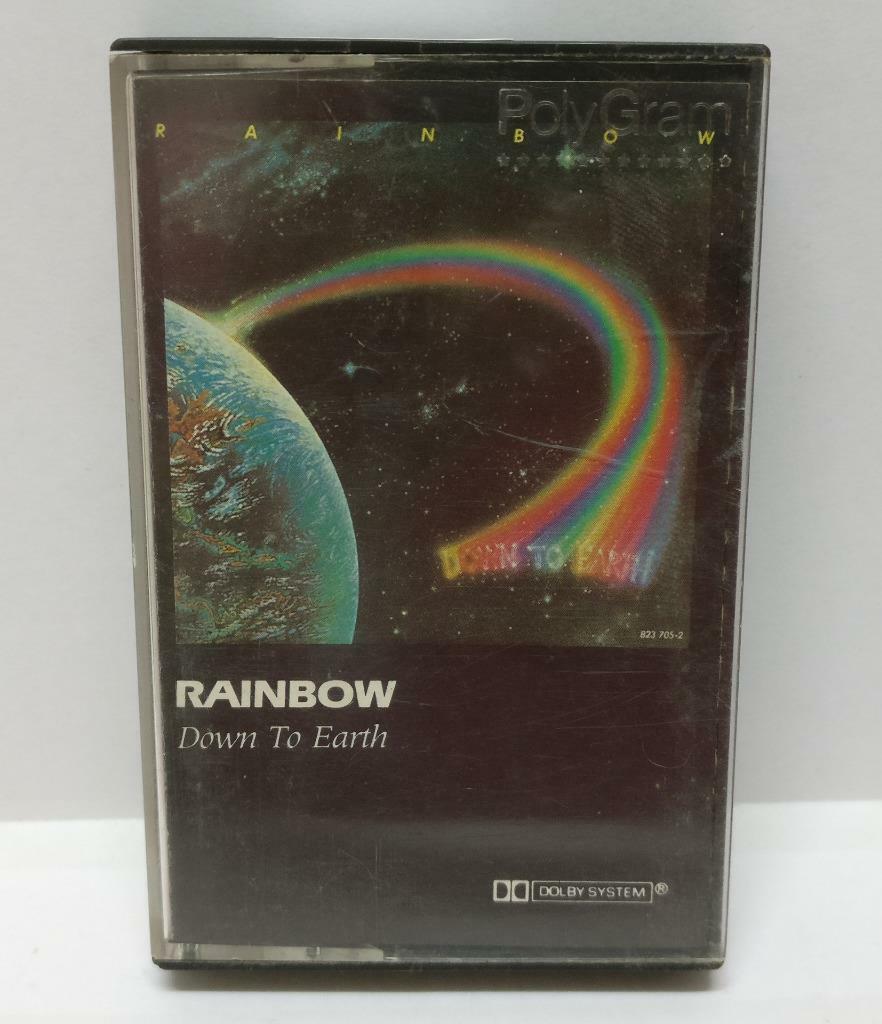 PolyGram
R A I N B O W
DOWN TO EARTH
823 705-2
RAINBOW
Down To Earth
DOLBY SYSTEM ®